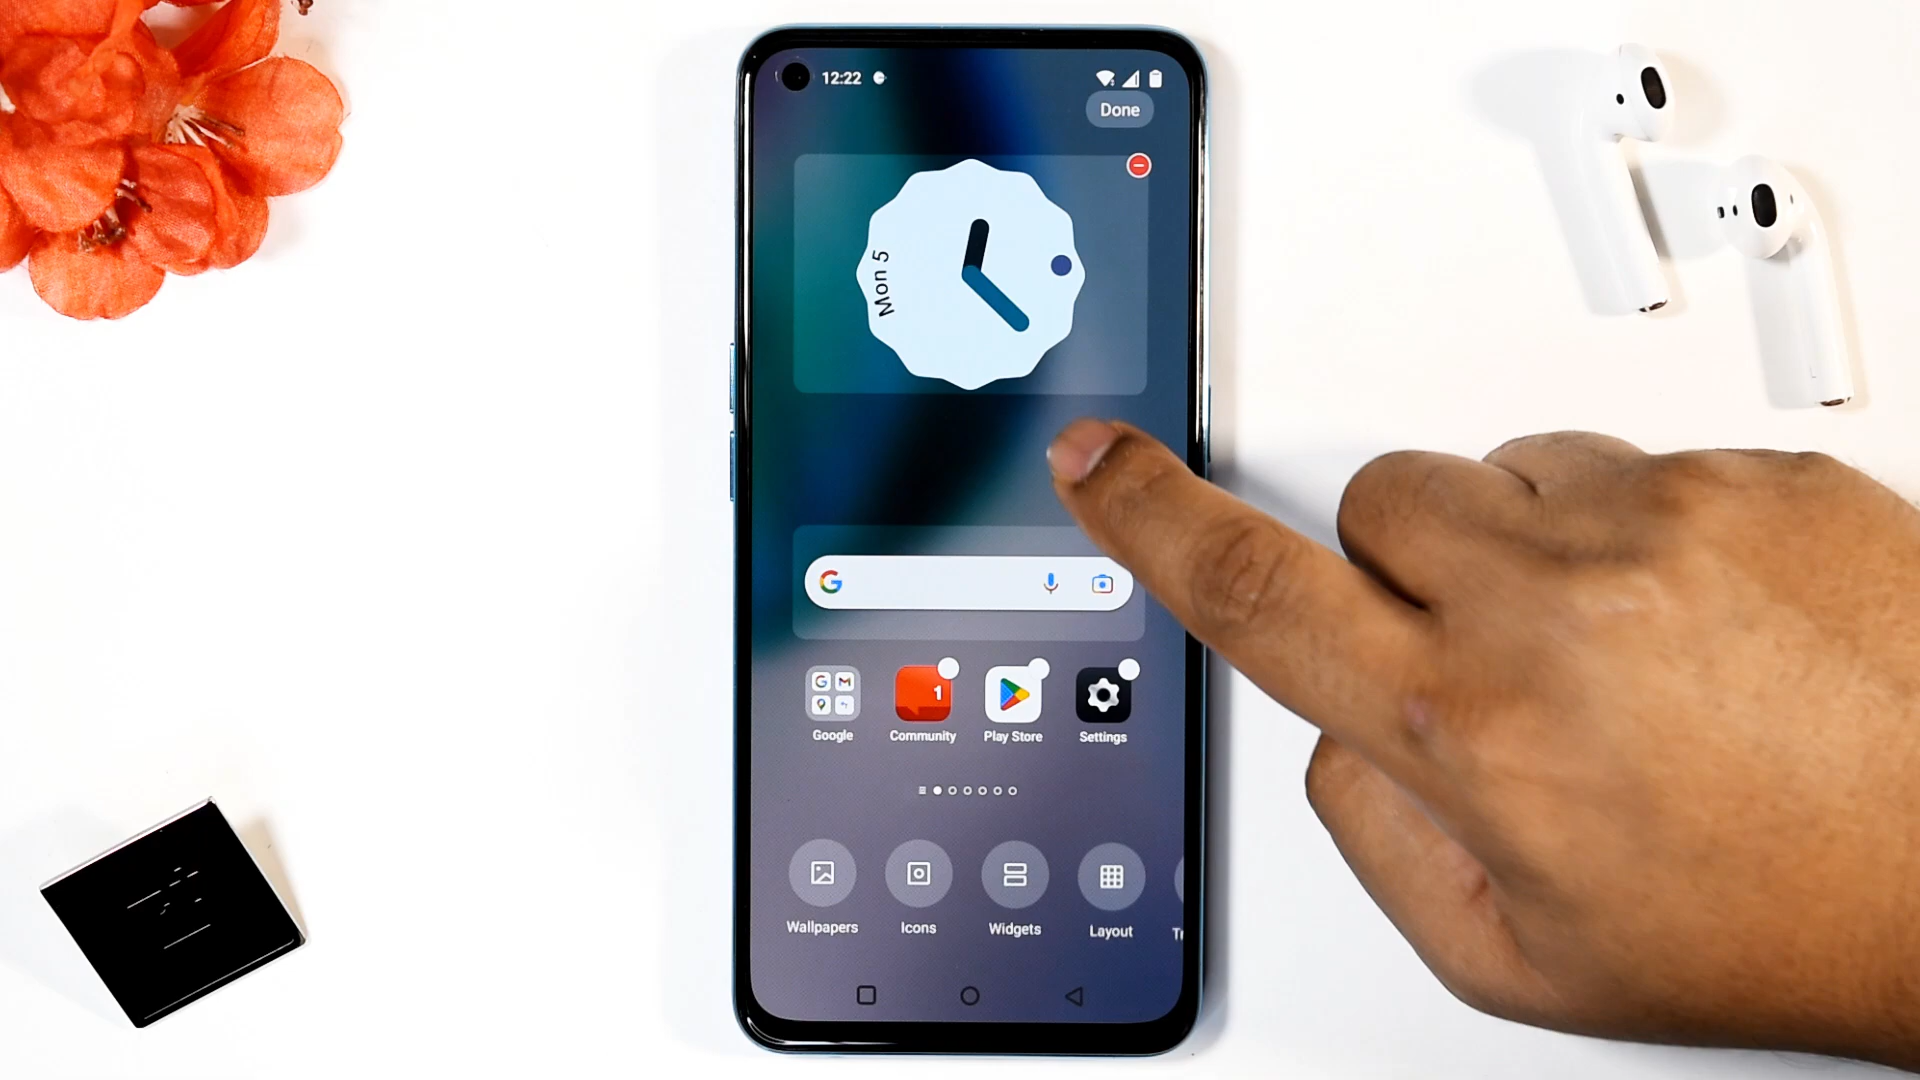 12:22
Done
Mon 5
Google
Community
Play Store
Settings
1
Wallpapers
Icons
Widgets
Layout